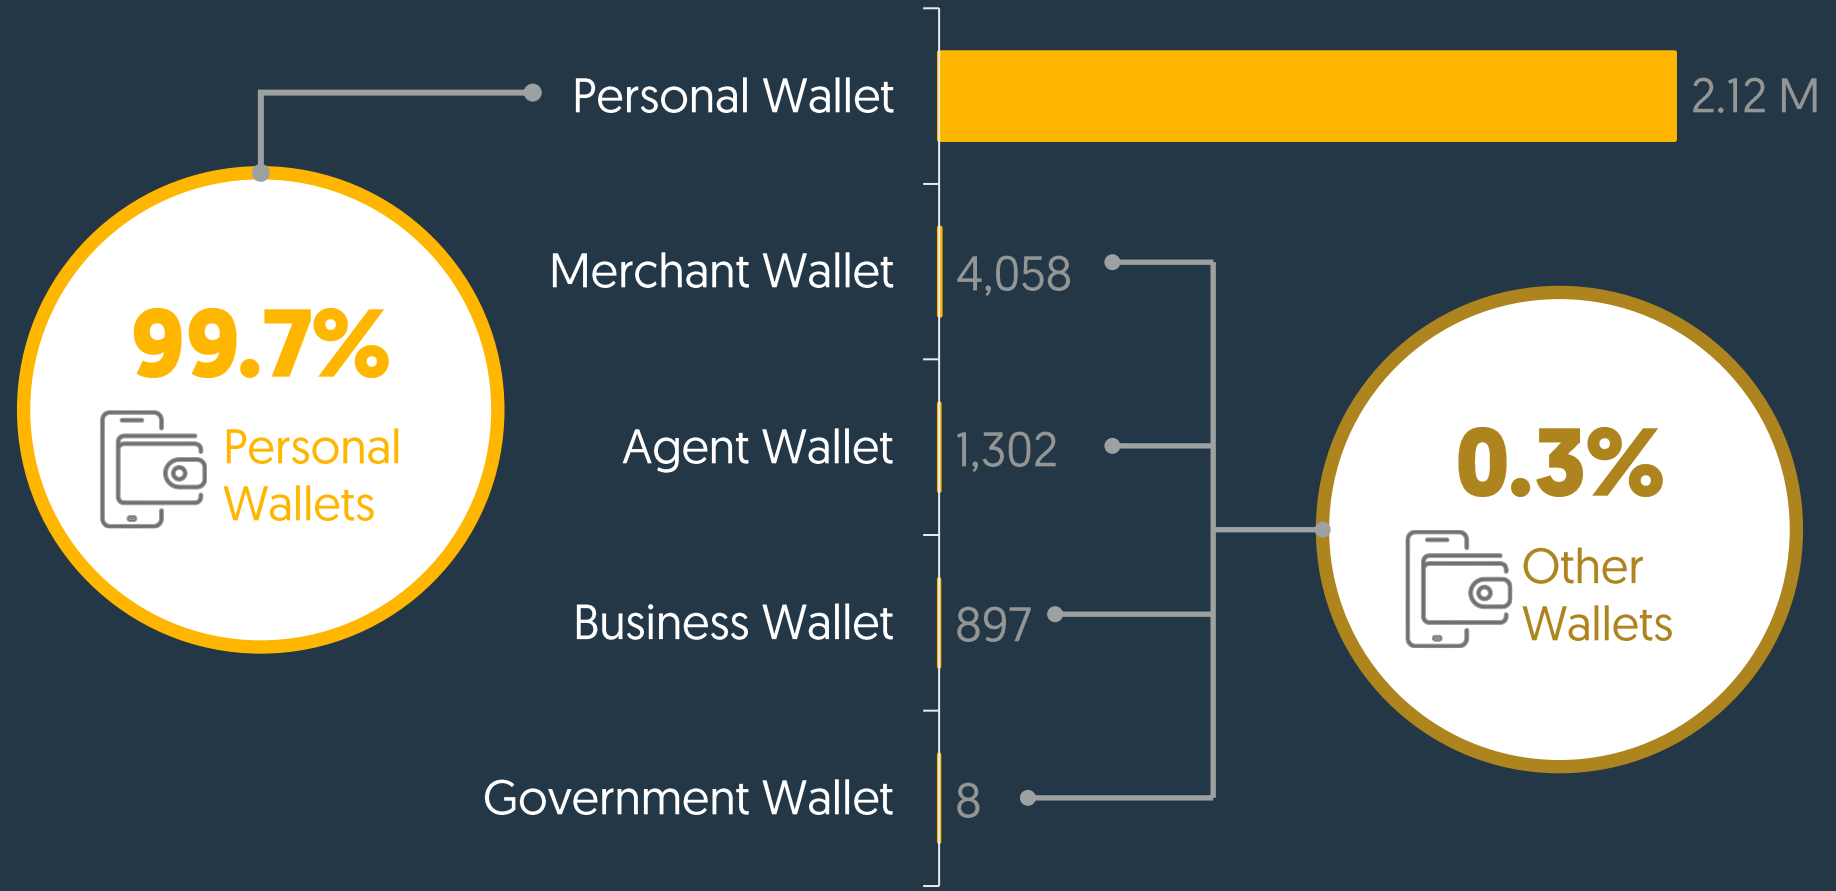 Personal Wallet
2.12 M
99.7%
Personal
Wallets
Merchant Wallet
4,058
Agent Wallet
1,302
Business Wallet
897
Government Wallet
8
0.3%
Other
Wallets